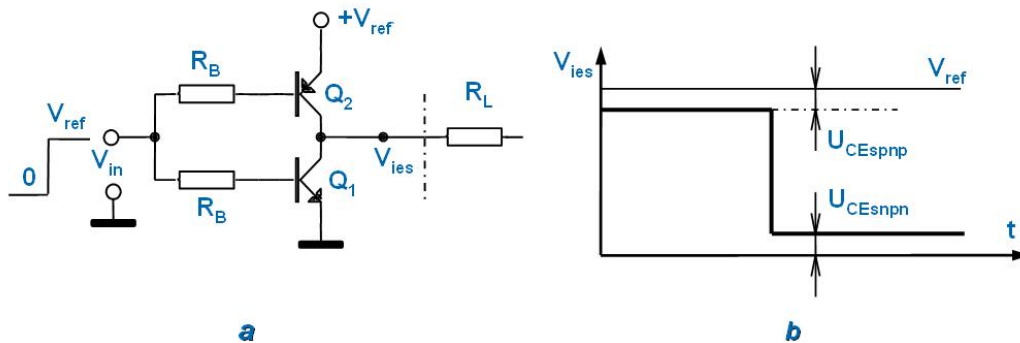 +V_ref
R_B
Q_2
V_ref
R_L
0
V_in
V_ies
Q_1
R_B
a
V_ies
V_ref
U_CEspnp
U_CEsnpn
t
b